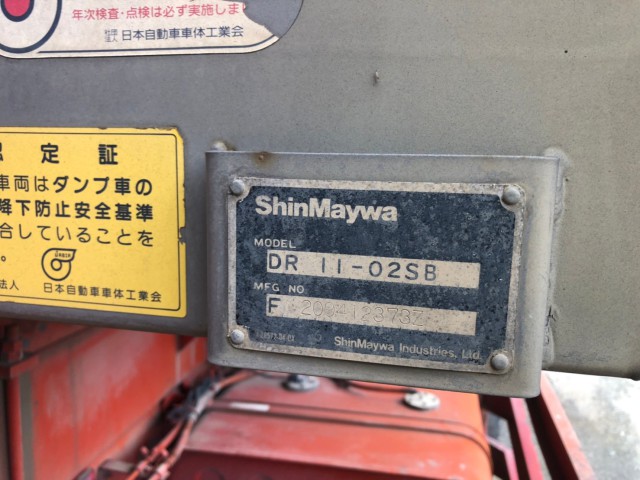 年次検査・点検は必ず実施しま
日本自動車車体工業会
認定証
車両はダンプ車の
降下防止安全基準
合していることを
。
法人 日本自動車車体工業会
ShinMaywa
MODEL
DR 11-02SB
MFG NO.
F
ShinMaywa Industries, Ltd.